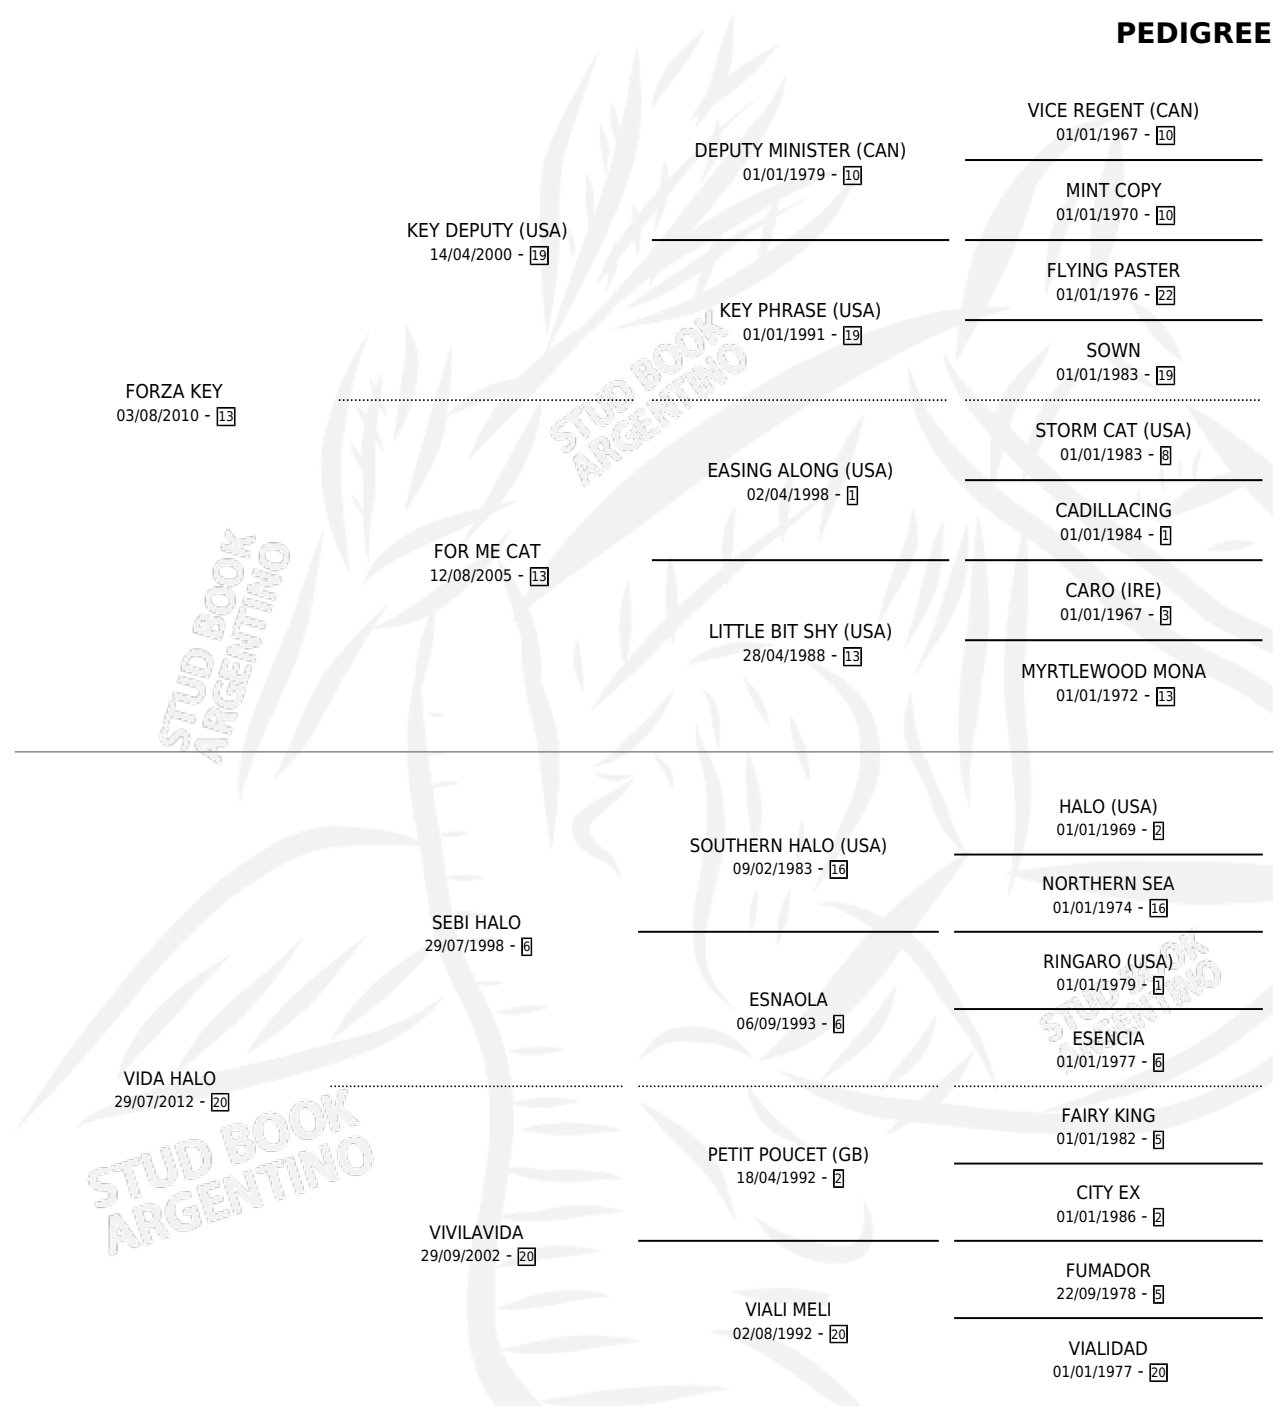 PEDIGREE
VICE REGENT (CAN)
01/01/1967 - 10
DEPUTY MINISTER (CAN)
01/01/1979 - 10
MINT COPY
01/01/1970 - 10
KEY DEPUTY (USA)
14/04/2000 - 19
FLYING PASTER
01/01/1976 - 22
KEY PHRASE (USA)
01/01/1991 - 19
SOWN
01/01/1983 - 19
FORZA KEY
03/08/2010 - 13
STORM CAT (USA)
01/01/1983 - 8
EASING ALONG (USA)
02/04/1998 - 1
CADILLACING
01/01/1984 - 1
FOR ME CAT
12/08/2005 - 13
CARO (IRE)
01/01/1967 - 3
LITTLE BIT SHY (USA)
28/04/1988 - 13
MYRTLEWOOD MONA
01/01/1972 - 13
HALO (USA)
01/01/1969 - 2
SOUTHERN HALO (USA)
09/02/1983 - 16
NORTHERN SEA
01/01/1974 - 16
SEBI HALO
29/07/1998 - 6
RINGARO (USA)
01/01/1979 - 1
ESNAOLA
06/09/1993 - 6
ESENCIA
01/01/1977 - 6
VIDA HALO
29/07/2012 - 20
FAIRY KING
01/01/1982 - 5
PETIT POUCET (GB)
18/04/1992 - 2
CITY EX
01/01/1986 - 2
VIVILAVIDA
29/09/2002 - 20
FUMADOR
22/09/1978 - 5
VIALI MELI
02/08/1992 - 20
VIALIDAD
01/01/1977 - 20
STUD BOOK
ARGENTINO
STUD BOOK
ARGENTINO
STUD BOOK
ARGENTINO
STUD BOOK
ARGENTINO